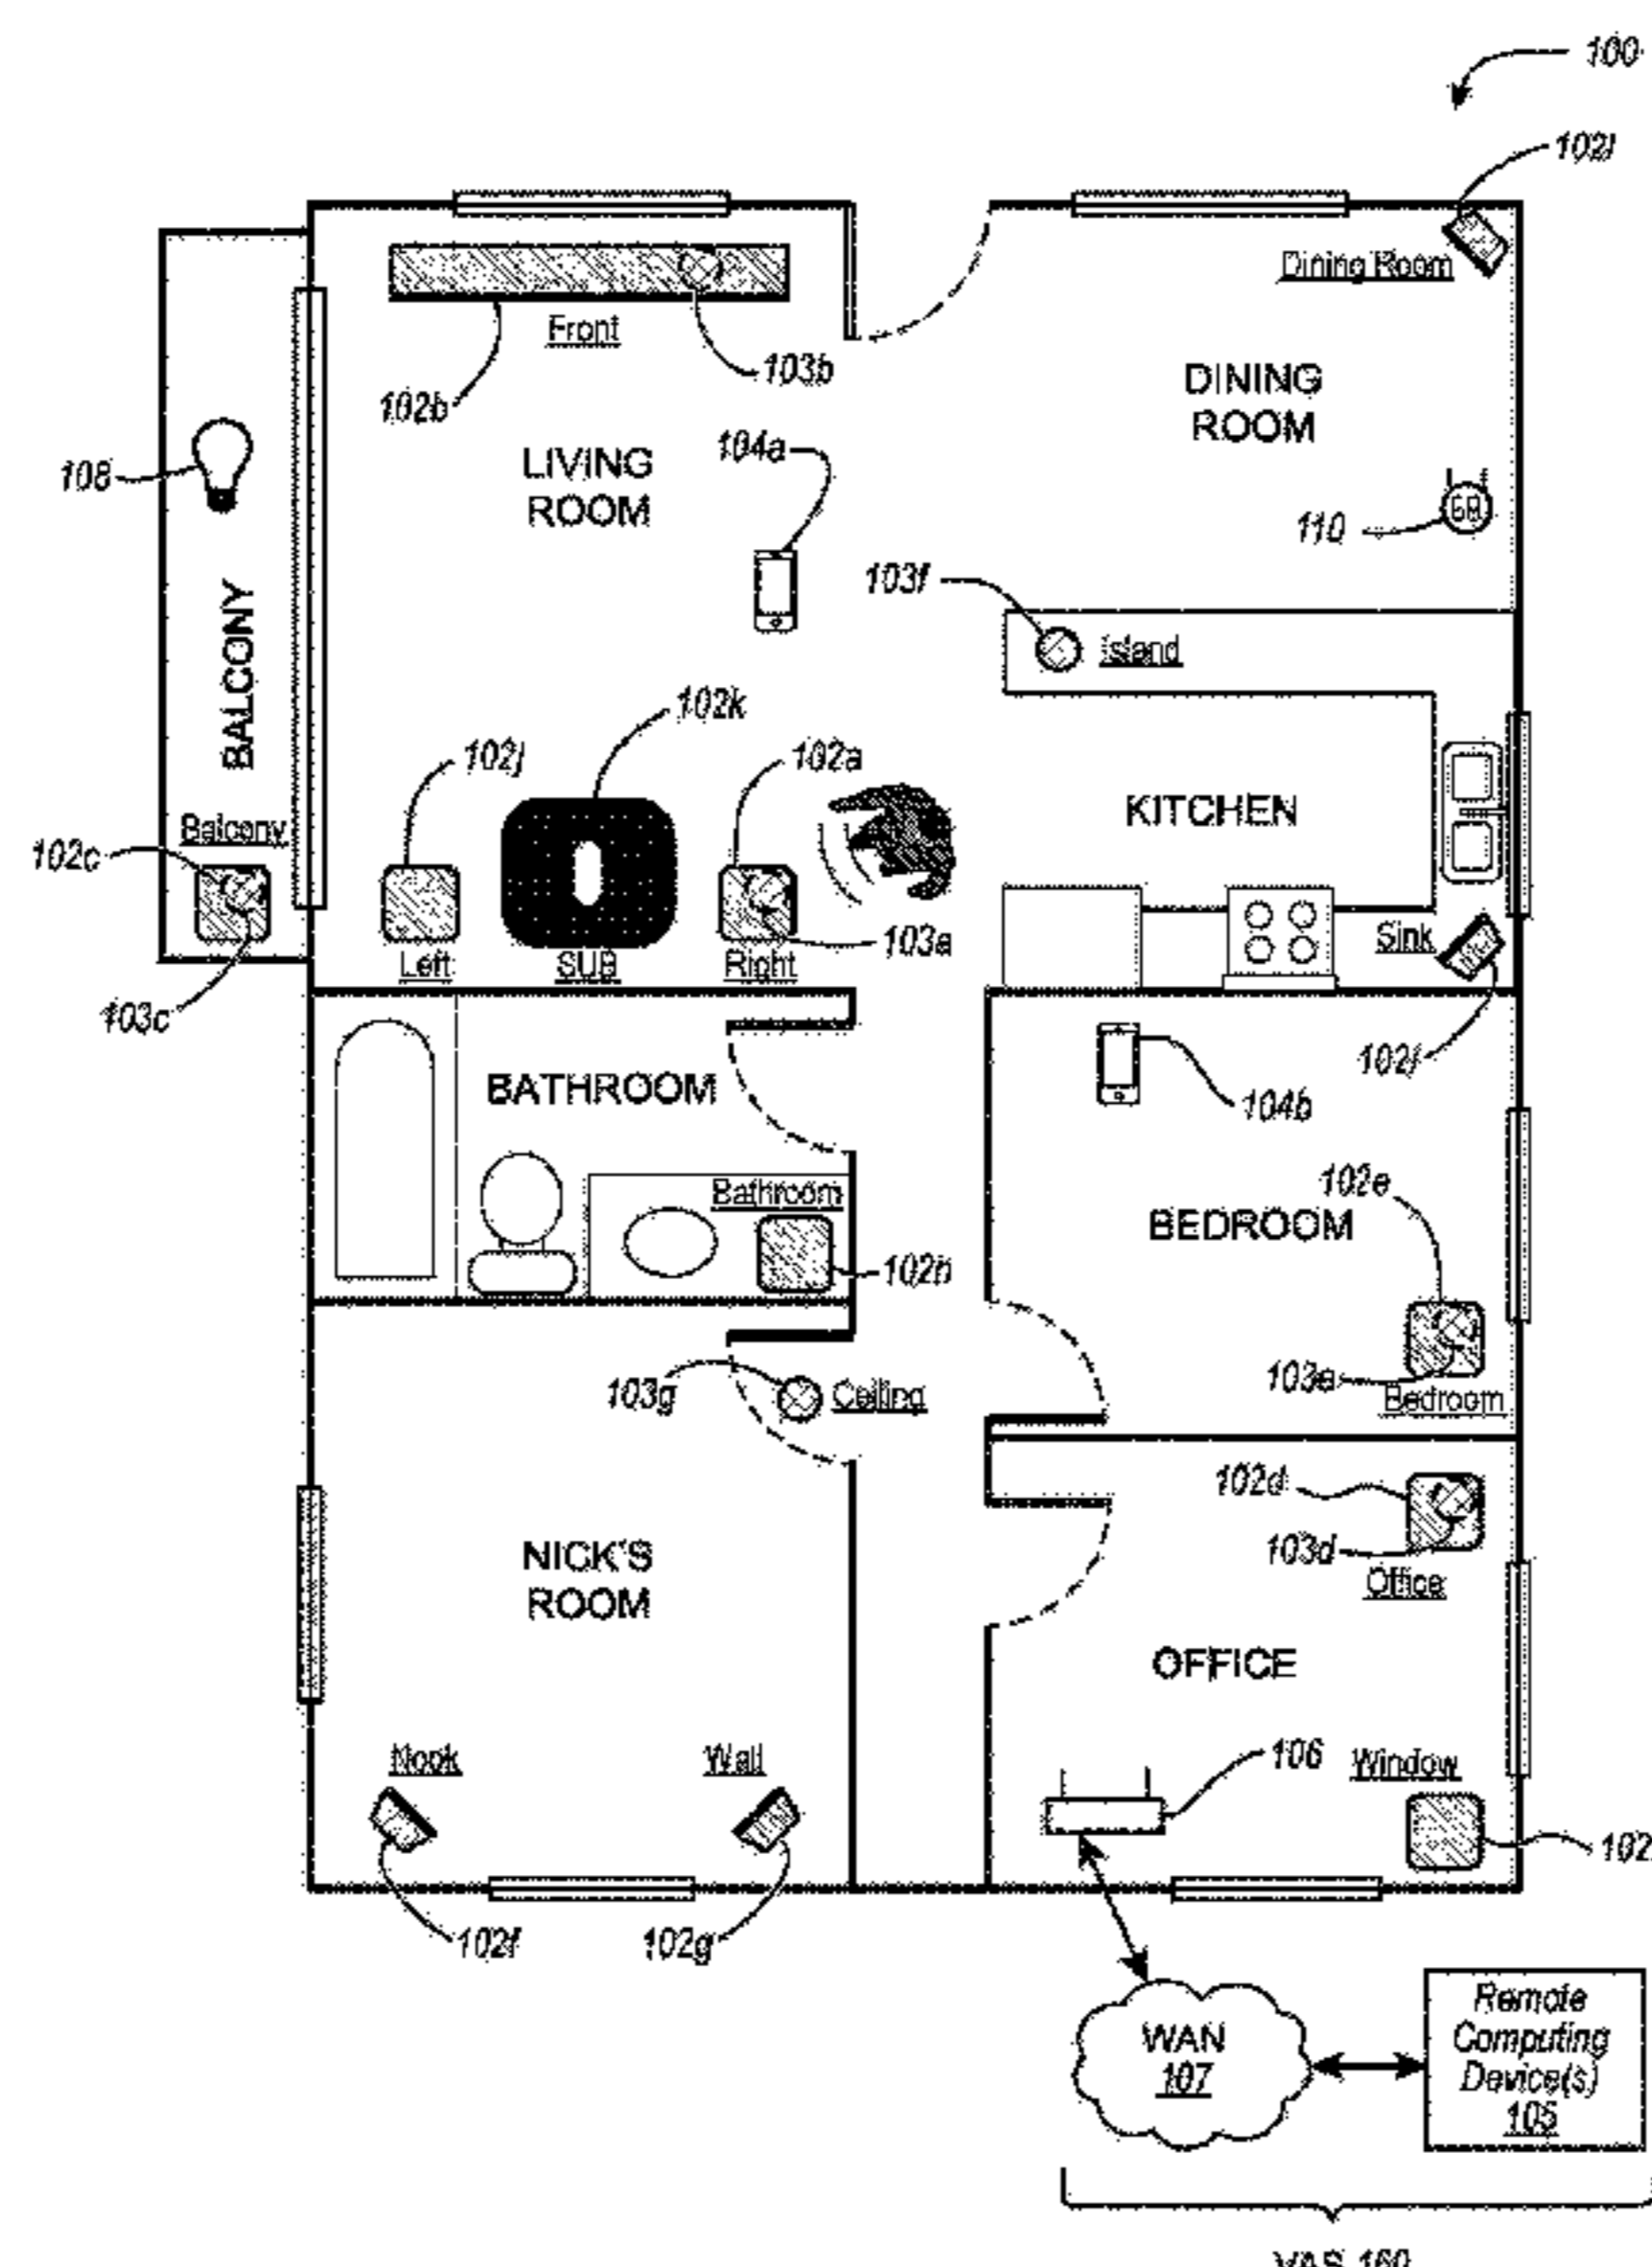 100
102l
Dining Room
Front
103b
102b
DINING
ROOM
104a
LIVING
ROOM
108
110
103f
Island
BALCONY
102k
102j
102a
KITCHEN
Balcony
102c
103a
Sink
Left
SUB
Right
103c
BATHROOM
104b
Bathroom
102e
BEDROOM
102h
103e
103g
Ceiling
Bedroom
102d
103d
NICK'S
ROOM
Office
OFFICE
Nook
Wall
106
Window
102f
102g
Remote
Computing
Device(s)
105
WAN
107
VAS 160